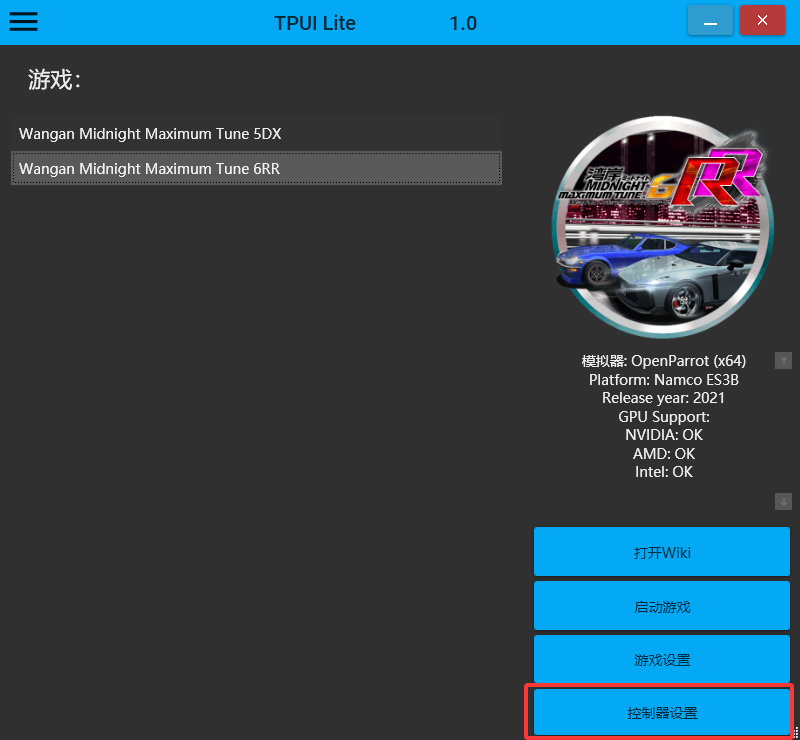 TPUI Lite 1.0
游戏：
Wangan Midnight Maximum Tune 5DX
Wangan Midnight Maximum Tune 6RR
湾岸
MIDNIGHT
MAXIMUM TUNE 6RR
模拟器: OpenParrot (x64)
Platform: Namco ES3B
Release year: 2021
GPU Support:
NVIDIA: OK
AMD: OK
Intel: OK
打开Wiki
启动游戏
游戏设置
控制器设置